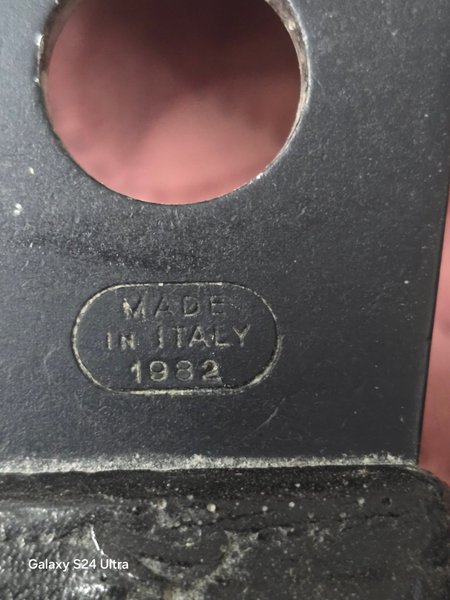 MADE
IN ITALY
1982
Galaxy S24 Ultra